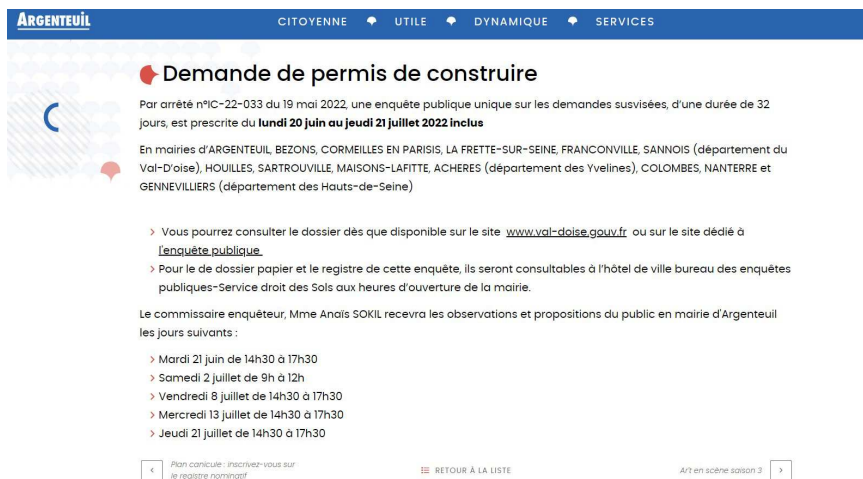 ARGENTEUIL
CITOYENNE UTILE DYNAMIQUE SERVICES
Demande de permis de construire
Par arrêté n°IC-22-033 du 19 mai 2022, une enquête publique unique sur les demandes susvisées, d'une durée de 32
jours, est prescrite du lundi 20 juin au jeudi 21 juillet 2022 inclus
En mairies d'ARGENTEUIL, BEZONS, CORMEILLES EN PARISIS, LA FRETTE-SUR-SEINE, FRANCONVILLE, SANNOIS (département du
Val-D'oise), HOUILLES, SARTROUVILLE, MAISONS-LAFITTE, ACHERES (département des Yvelines), COLOMBES, NANTERRE et
GENNEVILLIERS (département des Hauts-de-Seine)
> Vous pourrez consulter le dossier dès que disponible sur le site www.val-doise.gouv.fr ou sur le site dédié à
l'enquête publique
> Pour le de dossier papier et le registre de cette enquête, ils seront consultables à l'hôtel de ville bureau des enquêtes
publiques-Service droit des Sols aux heures d'ouverture de la mairie.
Le commissaire enquêteur, Mme Anaïs SOKIL recevra les observations et propositions du public en mairie d'Argenteuil
les jours suivants :
> Mardi 21 juin de 14h30 à 17h30
> Samedi 2 juillet de 9h à 12h
> Vendredi 8 juillet de 14h30 à 17h30
> Mercredi 13 juillet de 14h30 à 17h30
> Jeudi 21 juillet de 14h30 à 17h30
< Plan canicule : Inscrivez-vous sur
le registre nominatif
RETOUR À LA LISTE
Art en scène saison 3 >